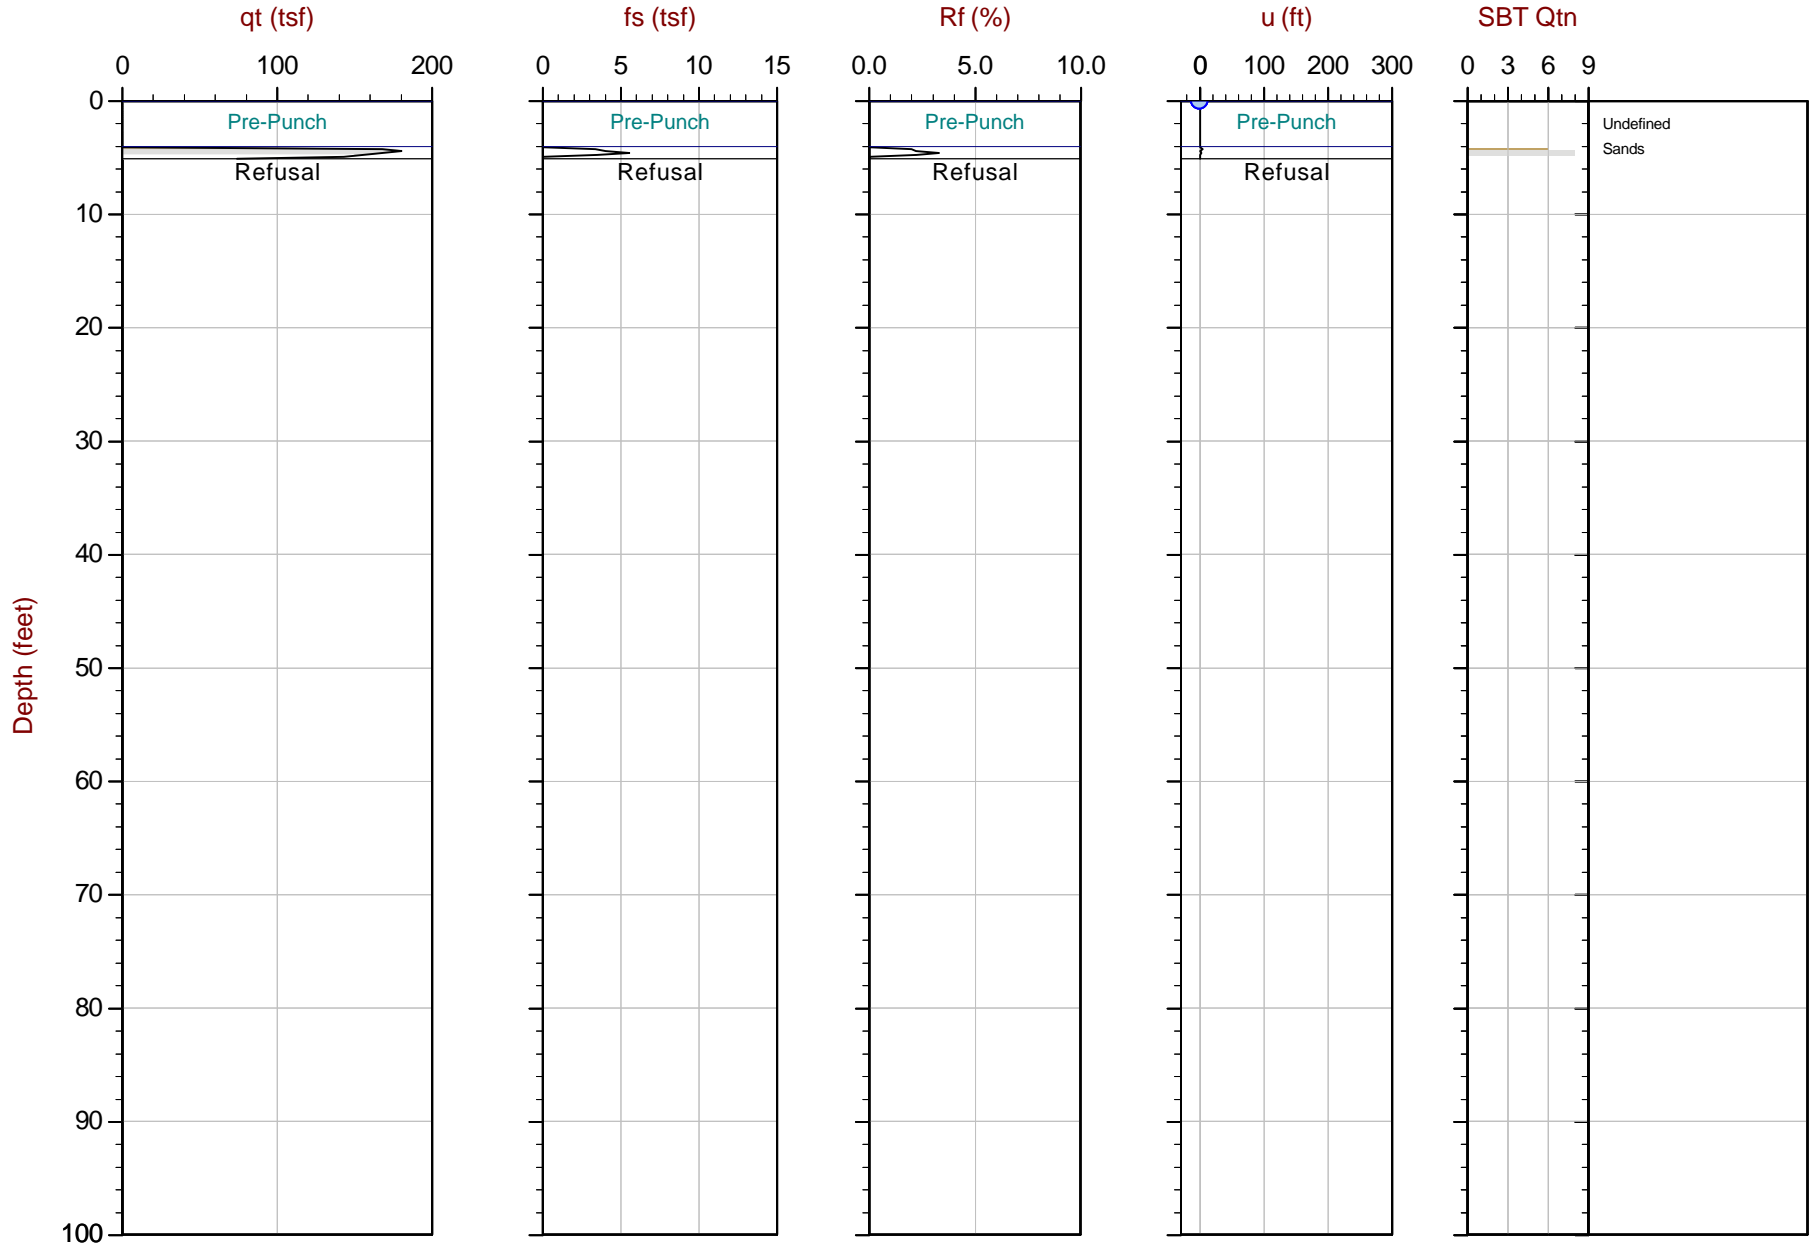 qt (tsf) fs (tsf) Rf (%) u (ft) SBT Qtn
0 100 200 0 5 10 15 0.0 5.0 10.0 0 100 200 300 0 3 6 9
0
Pre-Punch Pre-Punch Pre-Punch Pre-Punch Undefined
Sands
Refusal Refusal Refusal Refusal
10
20
30
40
50
Depth (feet)
60
70
80
90
100